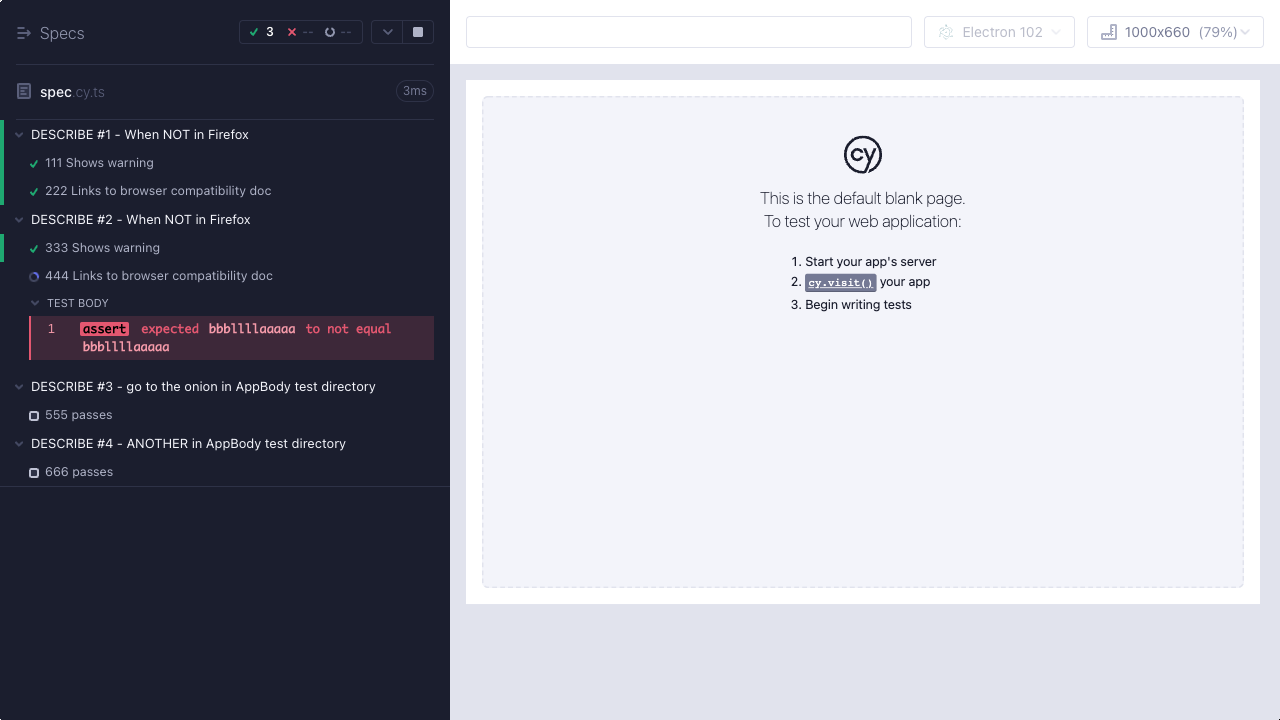 Specs
3
--
--
spec.cy.ts
3ms
DESCRIBE #1 - When NOT in Firefox
111 Shows warning
222 Links to browser compatibility doc
DESCRIBE #2 - When NOT in Firefox
333 Shows warning
444 Links to browser compatibility doc
TEST BODY
1 assert expected bbbllllaaaaa to not equal
bbbllllaaaaa
DESCRIBE #3 - go to the onion in AppBody test directory
555 passes
DESCRIBE #4 - ANOTHER in AppBody test directory
666 passes
Electron 102
1000x660 (79%)
cy
This is the default blank page.
To test your web application:
1. Start your app's server
2. cy.visit() your app
3. Begin writing tests